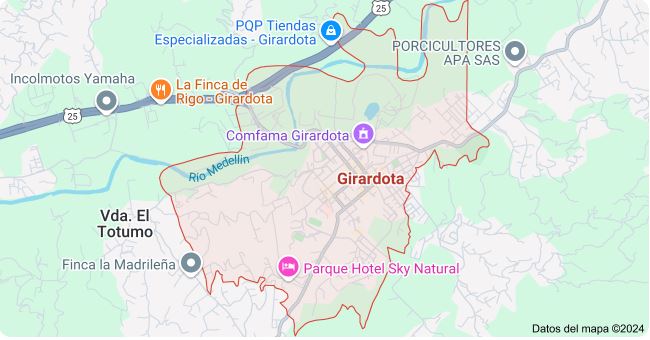 PQP Tiendas
Especializadas - Girardota
PORCICULTORES
APA SAS
Incolmotos Yamaha
La Finca de
Rigo - Girardota
25
25
Comfama Girardota
Río Medellín
Girardota
Vda. El
Totumo
Finca la Madrileña
Parque Hotel Sky Natural
Datos del mapa ©2024